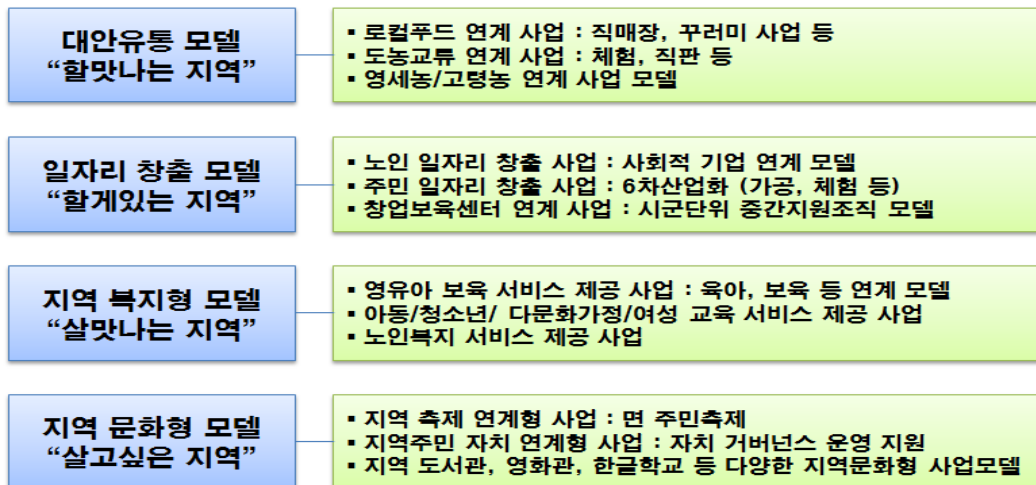 대안유통 모델
“할맛나는 지역”
▪ 로컬푸드 연계 사업 : 직매장, 꾸러미 사업 등
▪ 도농교류 연계 사업 : 체험, 직판 등
▪ 영세농/고령농 연계 사업 모델
일자리 창출 모델
“할게있는 지역”
▪ 노인 일자리 창출 사업 : 사회적 기업 연계 모델
▪ 주민 일자리 창출 사업 : 6차산업화 (가공, 체험 등)
▪ 창업보육센터 연계 사업 : 시군단위 중간지원조직 모델
지역 복지형 모델
“살맛나는 지역”
▪ 영유아 보육 서비스 제공 사업 : 육아, 보육 등 연계 모델
▪ 아동/청소년/ 다문화가정/여성 교육 서비스 제공 사업
▪ 노인복지 서비스 제공 사업
지역 문화형 모델
“살고싶은 지역”
▪ 지역 축제 연계형 사업 : 면 주민축제
▪ 지역주민 자치 연계형 사업 : 자치 거버넌스 운영 지원
▪ 지역 도서관, 영화관, 한글학교 등 다양한 지역문화형 사업모델